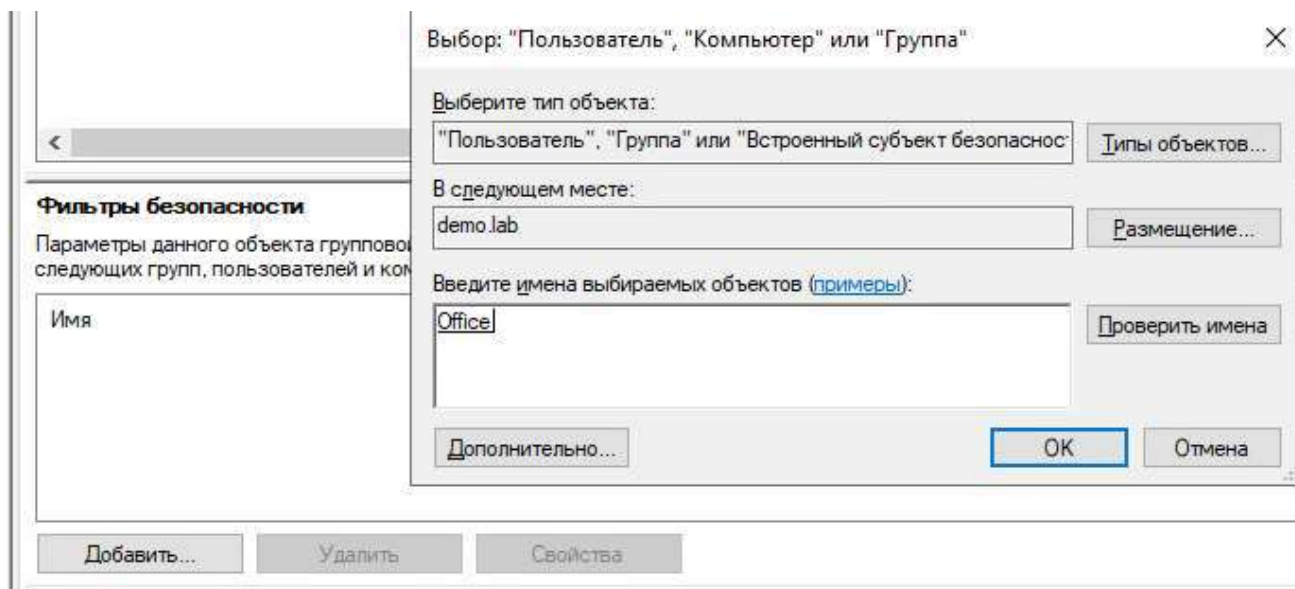 Выбор: "Пользователь", "Компьютер" или "Группа"
Выберите тип объекта:
"Пользователь", "Группа" или "Встроенный субъект безопаснос
Типы объектов...
В следующем месте:
demo.lab
Размещение...
Введите имена выбираемых объектов (примеры):
Office
Проверить имена
Дополнительно...
OK
Отмена
Фильтры безопасности
Параметры данного объекта группово
следующих групп, пользователей и ком
Имя
Добавить...
Удалить
Свойства